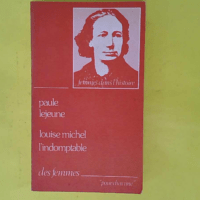 femmes dans l'histoire
paule
lejeune
louise michel
l'indomptable
des femmes